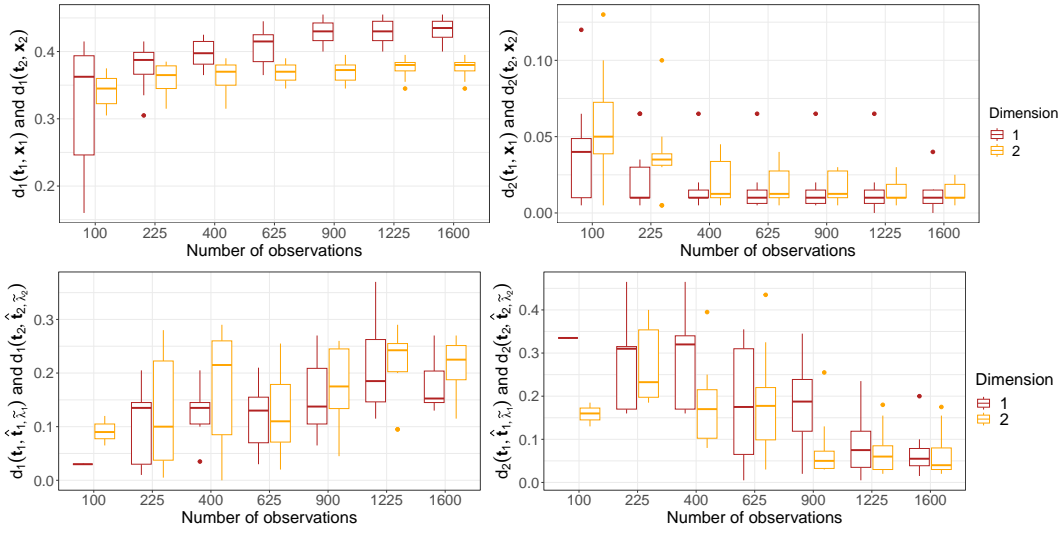 d₁(t₁, x₁) and d₁(t₂, x₂)
0.4
0.3
0.2
100 225 400 625 900 1225 1600
Number of observations
d₂(t₁, x₁) and d₂(t₂, x₂)
0.10
0.05
0.00
100 225 400 625 900 1225 1600
Number of observations
Dimension
1
2
d₁(t₁, t̂₁,λ̃₁) and d₁(t₂, t̂₂,λ̃₂)
0.3
0.2
0.1
0.0
100 225 400 625 900 1225 1600
Number of observations
d₂(t₁, t̂₁,λ̃₁) and d₂(t₂, t̂₂,λ̃₂)
0.4
0.3
0.2
0.1
0.0
100 225 400 625 900 1225 1600
Number of observations
Dimension
1
2